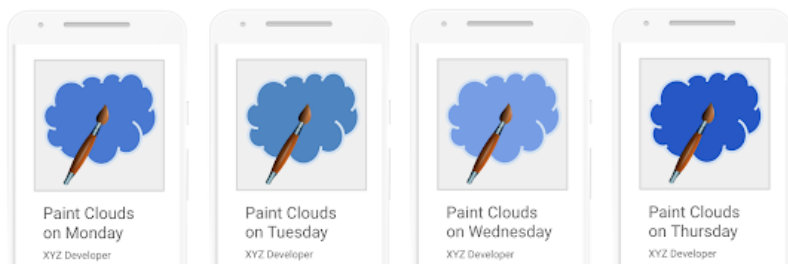 Paint Clouds
on Monday
XYZ Developer
Paint Clouds
on Tuesday
XYZ Developer
Paint Clouds
on Wednesday
XYZ Developer
Paint Clouds
on Thursday
XYZ Developer